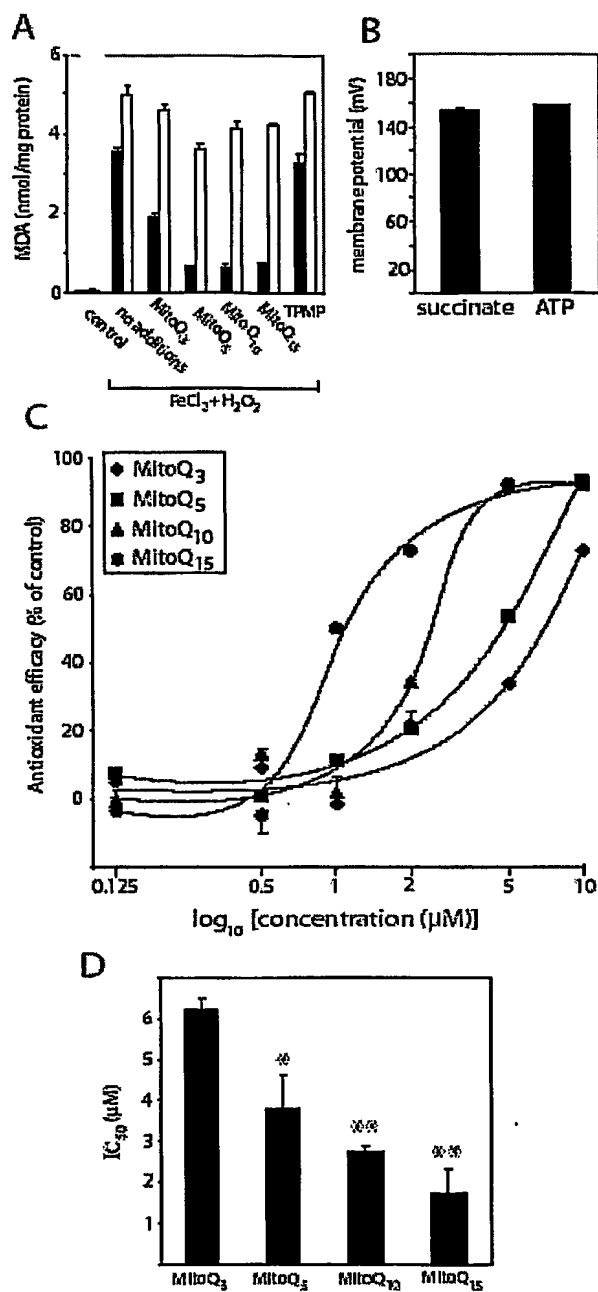 A
MDA (nmol/mg protein)
6
4
2
0
control
no additions
MitoQ3
MitoQ5
MitoQ10
MitoQ15
TPMP
FeCl3+H2O2
B
membrane potential (mV)
180
140
100
60
20
succinate
ATP
C
MitoQ3
MitoQ5
MitoQ10
MitoQ15
Antioxidant efficacy (% of control)
100
80
60
40
20
0
0.125
0.5
1
2
5
10
log10 [concentration (µM)]
D
IC50 (µM)
6
5
4
3
2
1
*
**
**
MitoQ3
MitoQ5
MitoQ10
MitoQ15